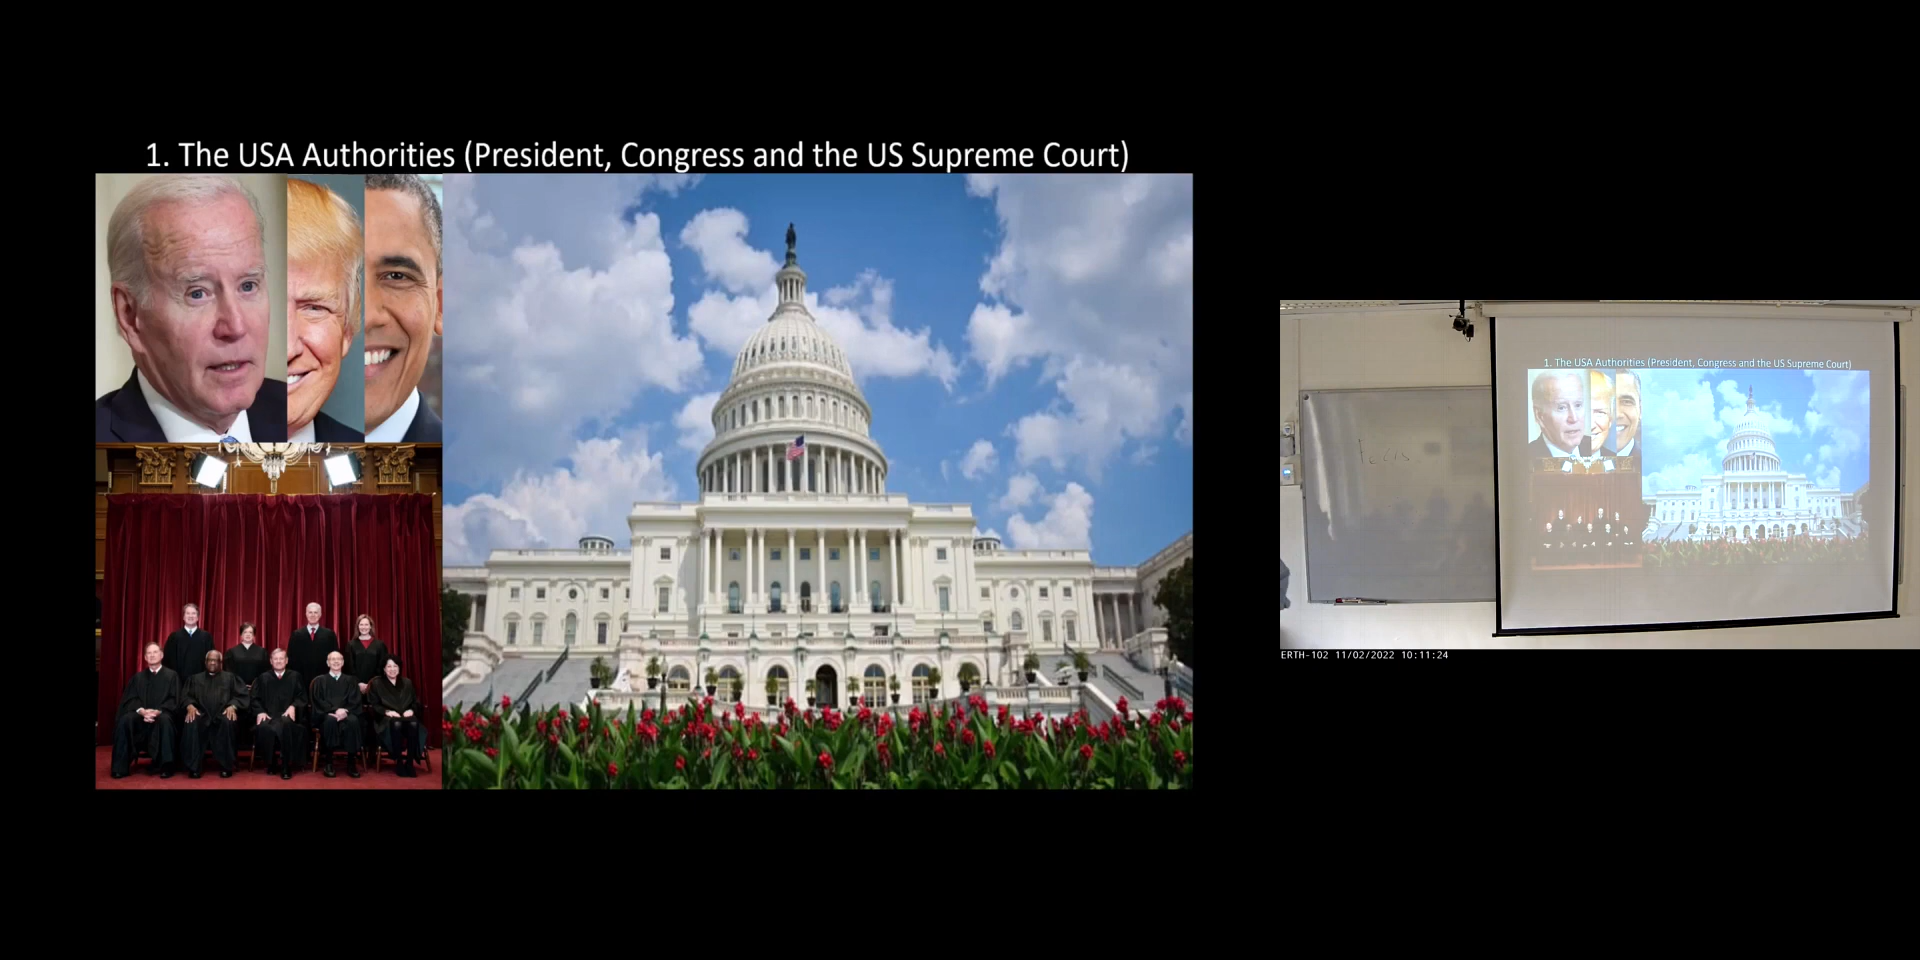 1. The USA Authorities (President, Congress and the US Supreme Court)
1. The USA Authorities (President, Congress and the US Supreme Court)
ERTH-102 11/02/2022 10:11:24